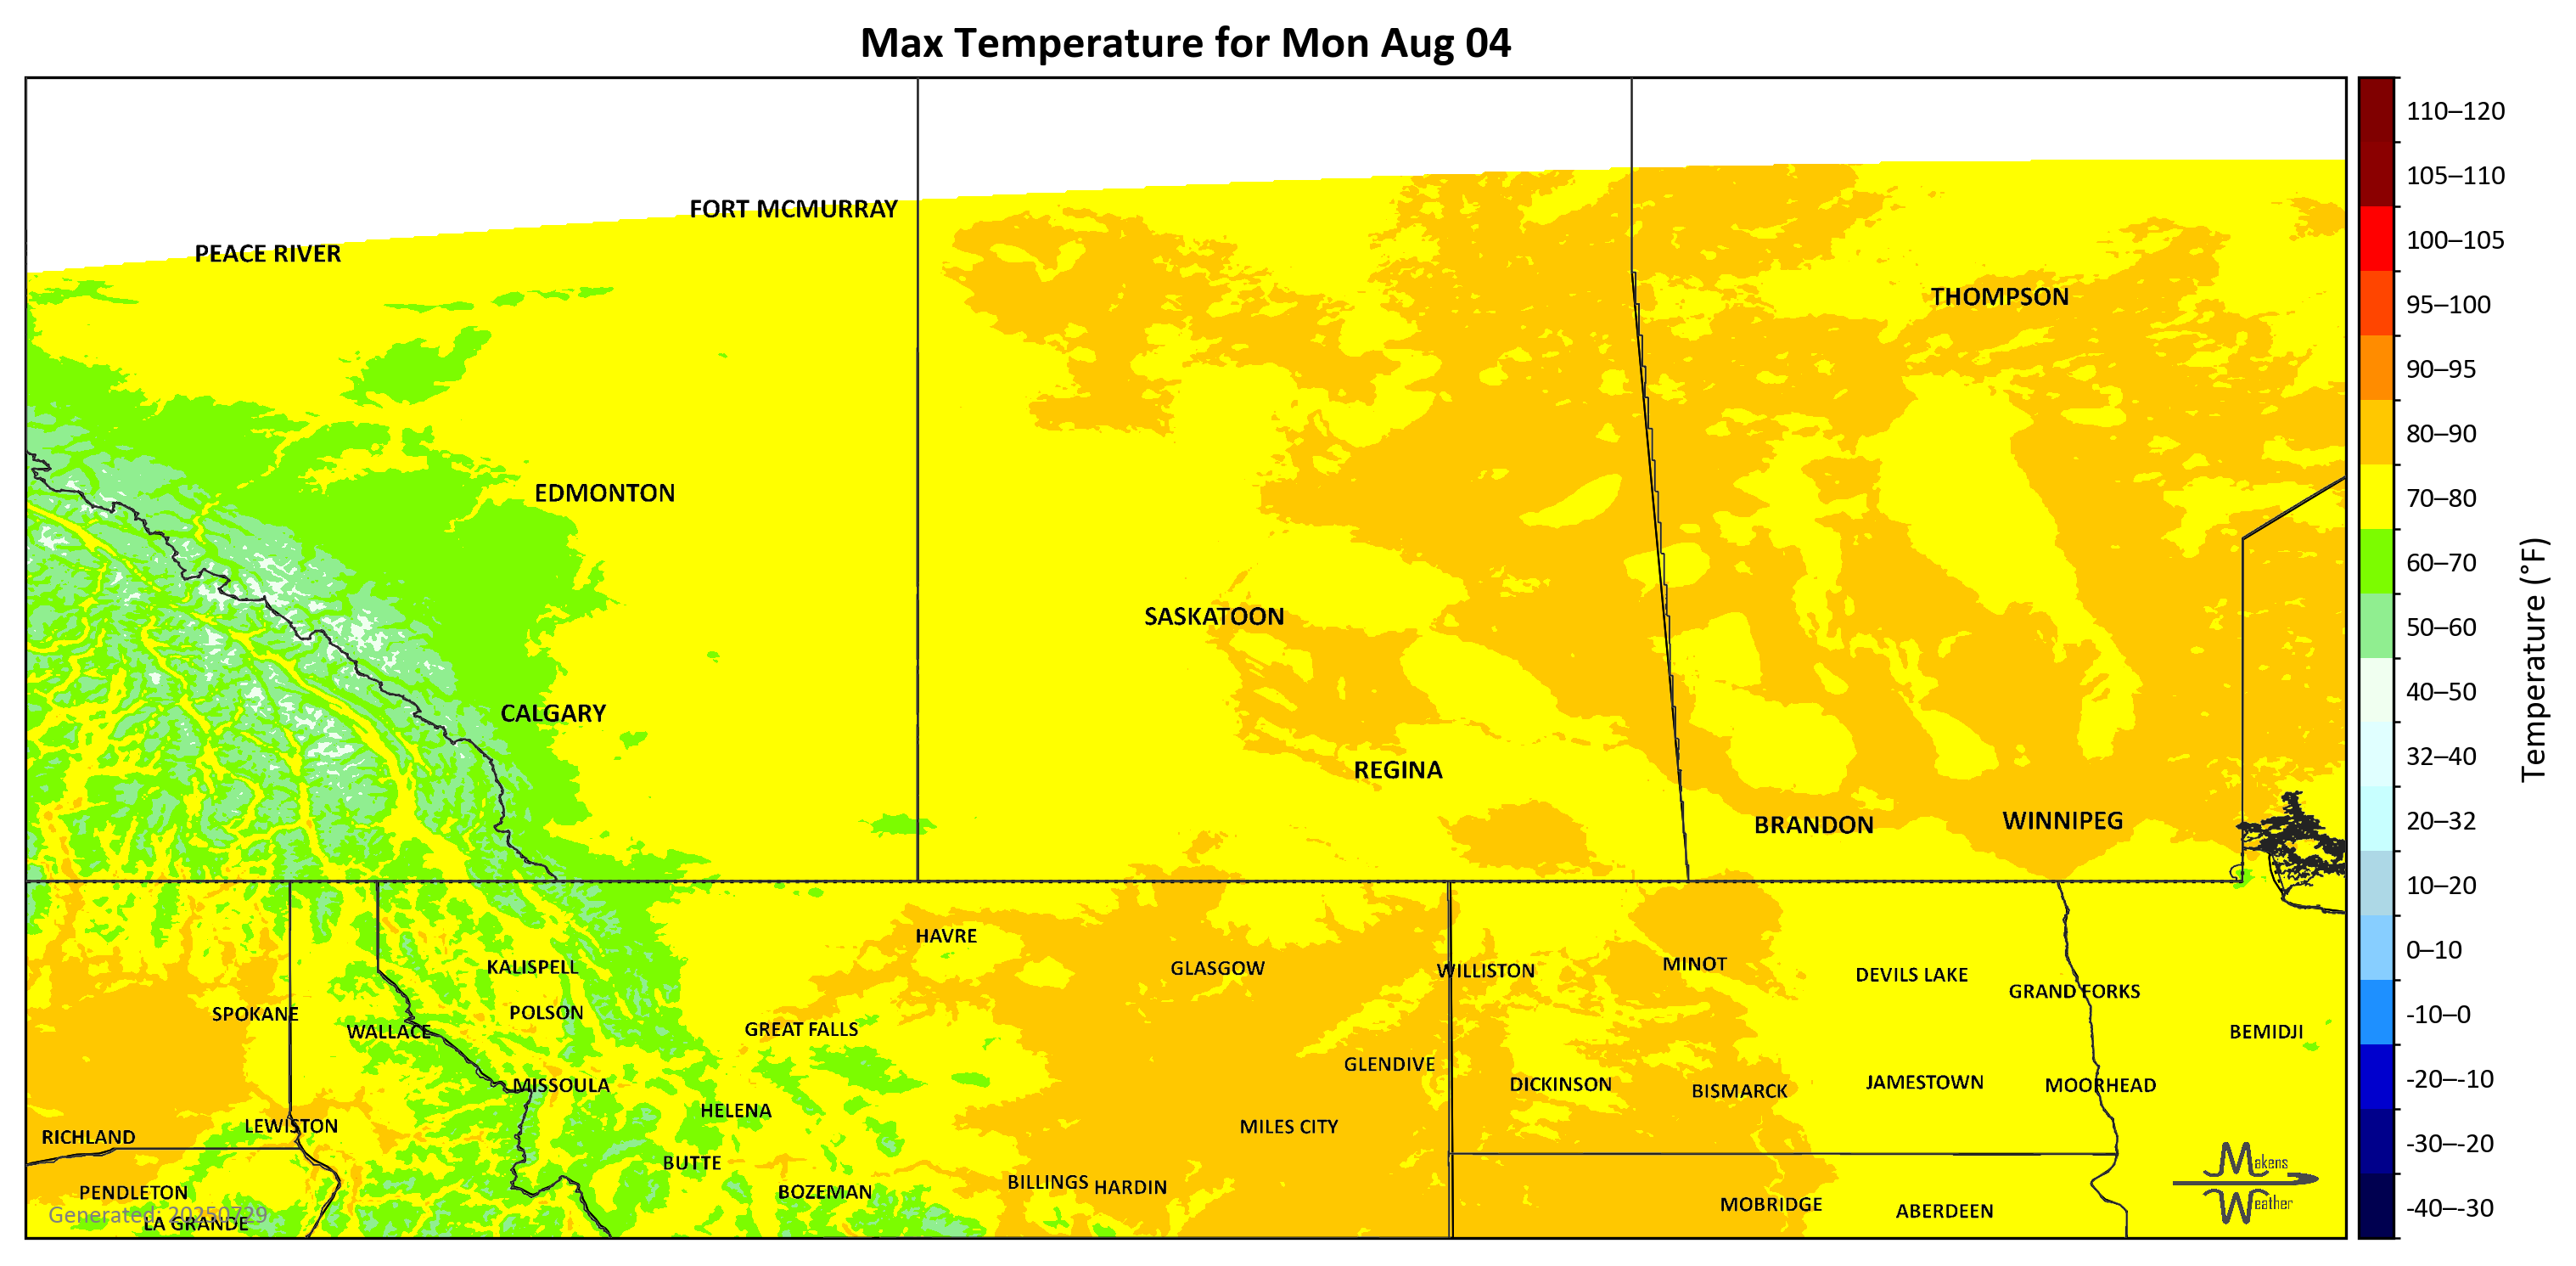 Max Temperature for Mon Aug 04
110–120
105–110
FORT MCMURRAY
100–105
PEACE RIVER
THOMPSON
95–100
90–95
80–90
EDMONTON
70–80
60–70
SASKATOON
50–60
CALGARY
40–50
Temperature (°F)
32–40
REGINA
20–32
BRANDON
WINNIPEG
10–20
HAVRE
0–10
KALISPELL
GLASGOW
WILLISTON
MINOT
DEVILS LAKE
GRAND FORKS
SPOKANE
POLSON
-10–0
WALLACE
GREAT FALLS
BEMIDJI
GLENDIVE
-20–-10
MISSOULA
DICKINSON
BISMARCK
JAMESTOWN
MOORHEAD
HELENA
LEWISTON
MILES CITY
RICHLAND
-30–-20
BUTTE
Makens
Weather
PENDLETON
BOZEMAN
BILLINGS
HARDIN
MOBRIDGE
ABERDEEN
-40–-30
Generated: 20250729
LA GRANDE